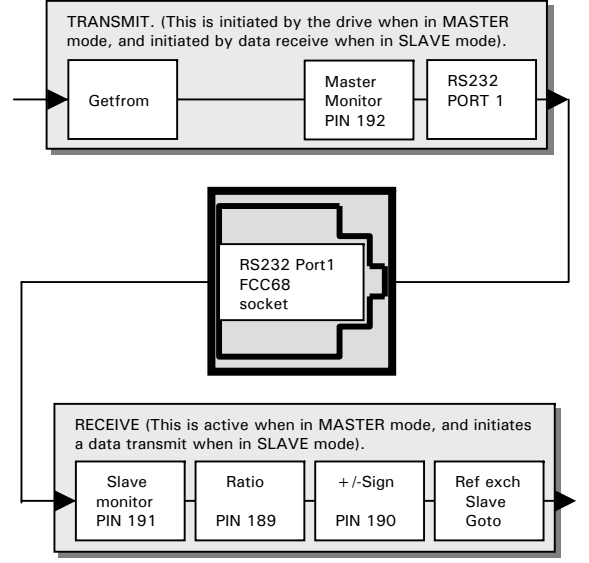 TRANSMIT. (This is initiated by the drive when in MASTER
mode, and initiated by data receive when in SLAVE mode).
Getfrom
Master
Monitor
PIN 192
RS232
PORT 1
RS232 Port1
FCC68
socket
RECEIVE (This is active when in MASTER mode, and initiates
a data transmit when in SLAVE mode).
Slave
monitor
PIN 191
Ratio
PIN 189
+/-Sign
PIN 190
Ref exch
Slave
Goto